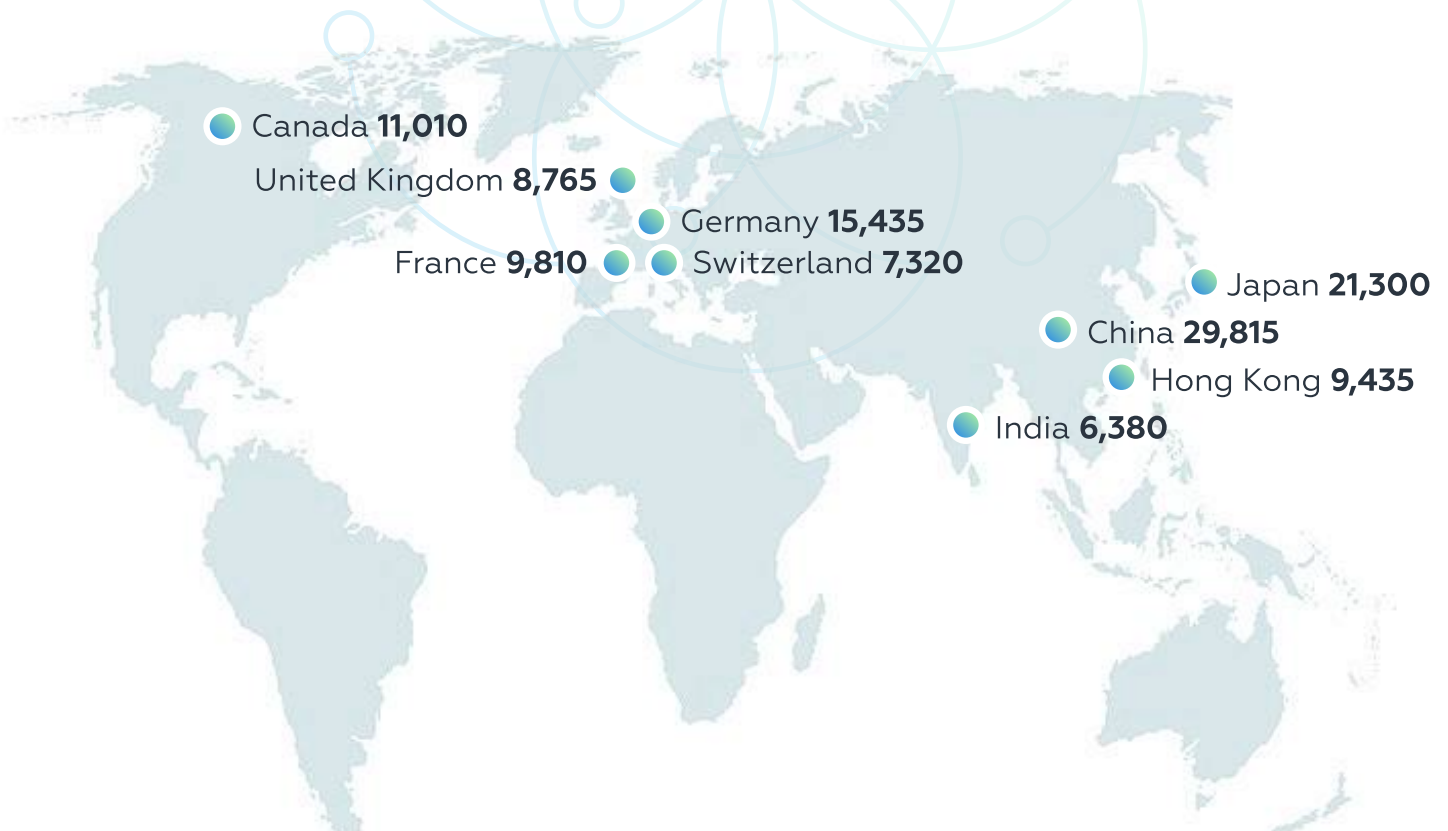 Canada 11,010
United Kingdom 8,765
Germany 15,435
France 9,810
Switzerland 7,320
Japan 21,300
China 29,815
Hong Kong 9,435
India 6,380